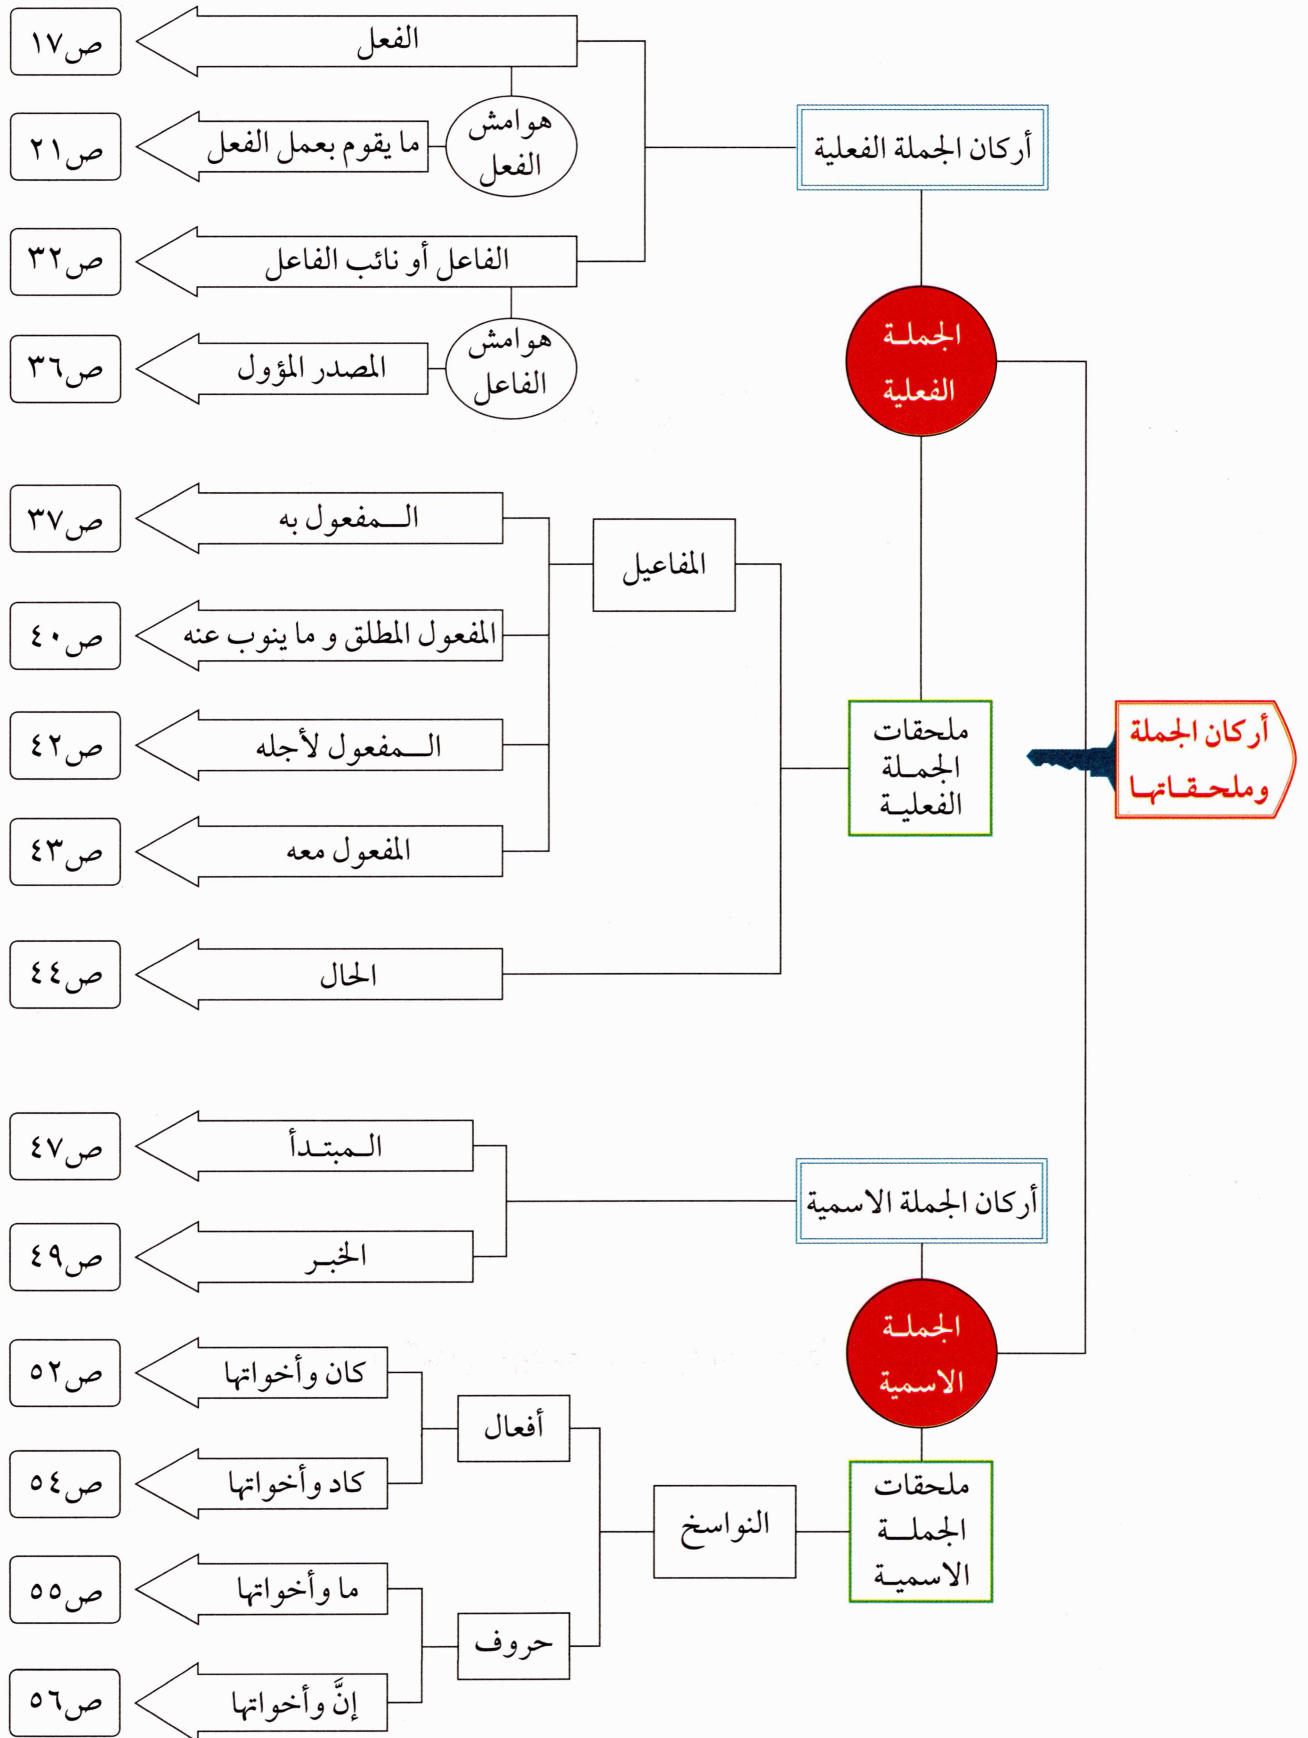 أركان الجملة
وملحقاتها
الجملة
الفعلية
أركان الجملة الفعلية
الفعل
ص١٧
هوامش
الفعل
ما يقوم بعمل الفعل
ص٢١
الفاعل أو نائب الفاعل
ص٣٢
هوامش
الفاعل
المصدر المؤول
ص٣٦
ملحقات
الجملة
الفعلية
المفاعيل
المفعول به
ص٣٧
المفعول المطلق و ما ينوب عنه
ص٤٠
المفعول لأجله
ص٤٢
المفعول معه
ص٤٣
الحال
ص٤٤
الجملة
الاسمية
أركان الجملة الاسمية
المبتدأ
ص٤٧
الخبر
ص٤٩
ملحقات
الجملة
الاسمية
النواسخ
أفعال
كان وأخواتها
ص٥٢
كاد وأخواتها
ص٥٤
حروف
ما وأخواتها
ص٥٥
إنَّ وأخواتها
ص٥٦